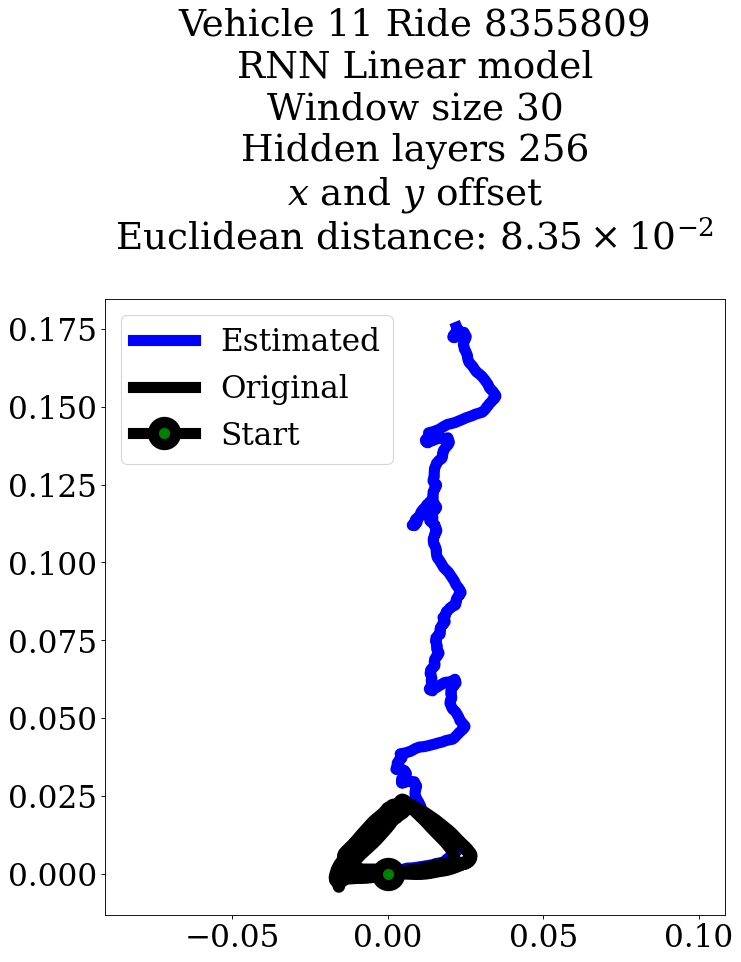 Vehicle 11 Ride 8355809
RNN Linear model
Window size 30
Hidden layers 256
x and y offset
Euclidean distance: 8.35 × 10⁻²
Estimated
Original
Start
0.175
0.150
0.125
0.100
0.075
0.050
0.025
0.000
−0.05 0.00 0.05 0.10